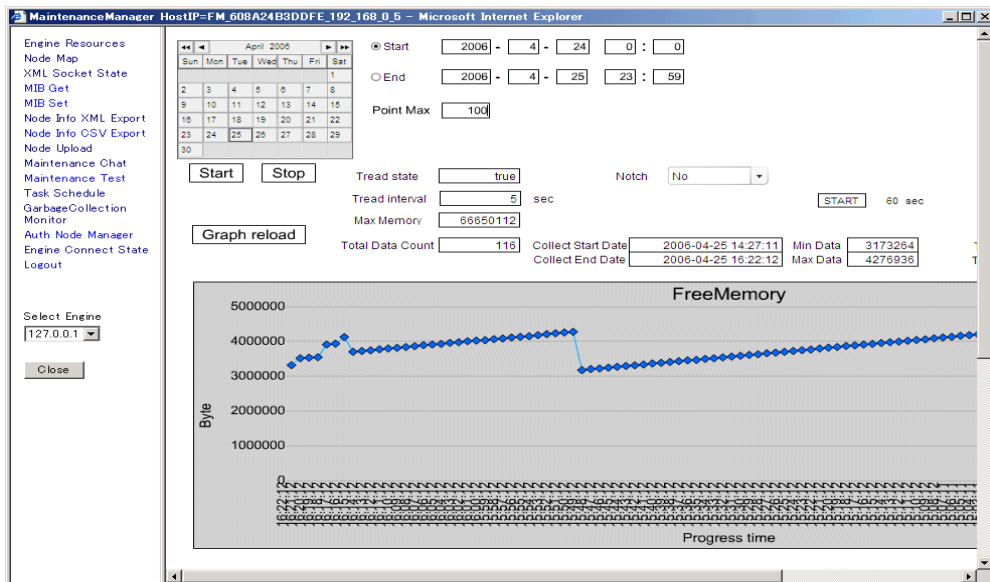 MaintenanceManager HostIP=FM_608A24B3DDFE_192_168_0_5 - Microsoft Internet Explorer
Engine Resources
Node Map
XML Socket State
MIB Get
MIB Set
Node Info XML Export
Node Info CSV Export
Node Upload
Maintenance Chat
Maintenance Test
Task Schedule
GarbageCollection
Monitor
Auth Node Manager
Engine Connect State
Logout
Select Engine
127.0.0.1
Close
April 2006
Sun Mon Tue Wed Thu Fri Sat
1
2 3 4 5 6 7 8
9 10 11 12 13 14 15
16 17 18 19 20 21 22
23 24 25 26 27 28 29
30
Start 2006 - 4 - 24 0 : 0
End 2006 - 4 - 25 23 : 59
Point Max 100
Start Stop
Tread state true
Notch No
Tread interval 5 sec
START 60 sec
Max Memory 66650112
Graph reload
Total Data Count 116 Collect Start Date 2006-04-25 14:27:11 Min Data 3173264
Collect End Date 2006-04-25 16:22:12 Max Data 4276936
FreeMemory
5000000
4000000
3000000
2000000
1000000
0
Byte
Progress time